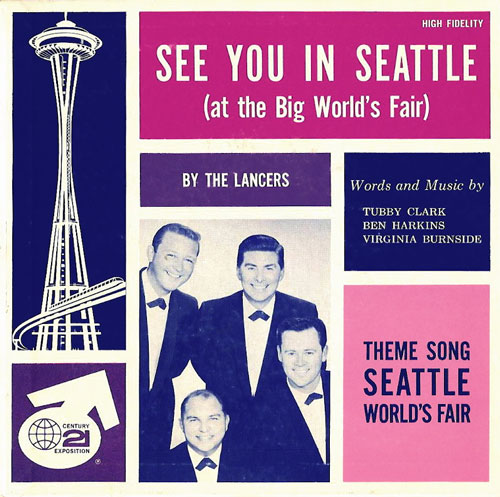 HIGH FIDELITY
SEE YOU IN SEATTLE
(at the Big World's Fair)
BY THE LANCERS
Words and Music by
TUBBY CLARK
BEN HARKINS
VIRGINIA BURNSIDE
THEME SONG
SEATTLE
WORLD'S FAIR
CENTURY
21
EXPOSITION
®